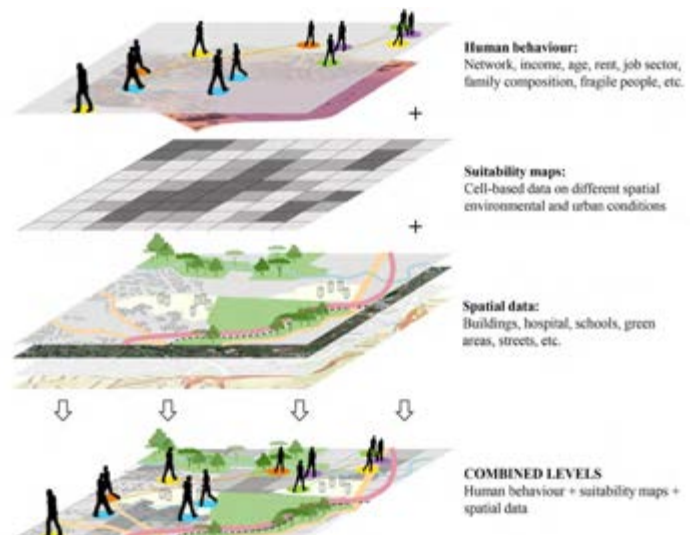 Human behaviour:
Network, income, age, rent, job sector,
family composition, fragile people, etc.
+
Suitability maps:
Cell-based data on different spatial
environmental and urban conditions
+
Spatial data:
Buildings, hospital, schools, green
areas, streets, etc.
COMBINED LEVELS
Human behaviour + suitability maps +
spatial data